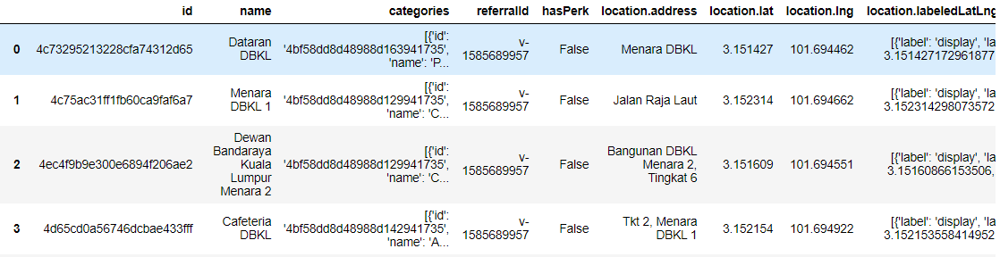 id name categories referralId hasPerk location.address location.lat location.lng location.labeledLatLng
0 4c73295213228cfa74312d65 Dataran DBKL [{'id': '4bf58dd8d48988d163941735', 'name': 'P... v-1585689957 False Menara DBKL 3.151427 101.694462 [{'label': 'display', 'la 3.151427172961877
1 4c75ac31ff1fb60ca9faf6a7 Menara DBKL 1 [{'id': '4bf58dd8d48988d129941735', 'name': 'C... v-1585689957 False Jalan Raja Laut 3.152314 101.694662 [{'label': 'display', 'la 3.152314298073572
2 4ec4f9b9e300e6894f206ae2 Dewan Bandaraya Kuala Lumpur Menara 2 [{'id': '4bf58dd8d48988d129941735', 'name': 'C... v-1585689957 False Bangunan DBKL Menara 2, Tingkat 6 3.151609 101.694551 [{'label': 'display', 'la 3.15160866153506,
3 4d65cd0a56746dcbae433fff Cafeteria DBKL [{'id': '4bf58dd8d48988d142941735', 'name': 'A... v-1585689957 False Tkt 2, Menara DBKL 1 3.152154 101.694922 [{'label': 'display', 'la 3.152153558414952